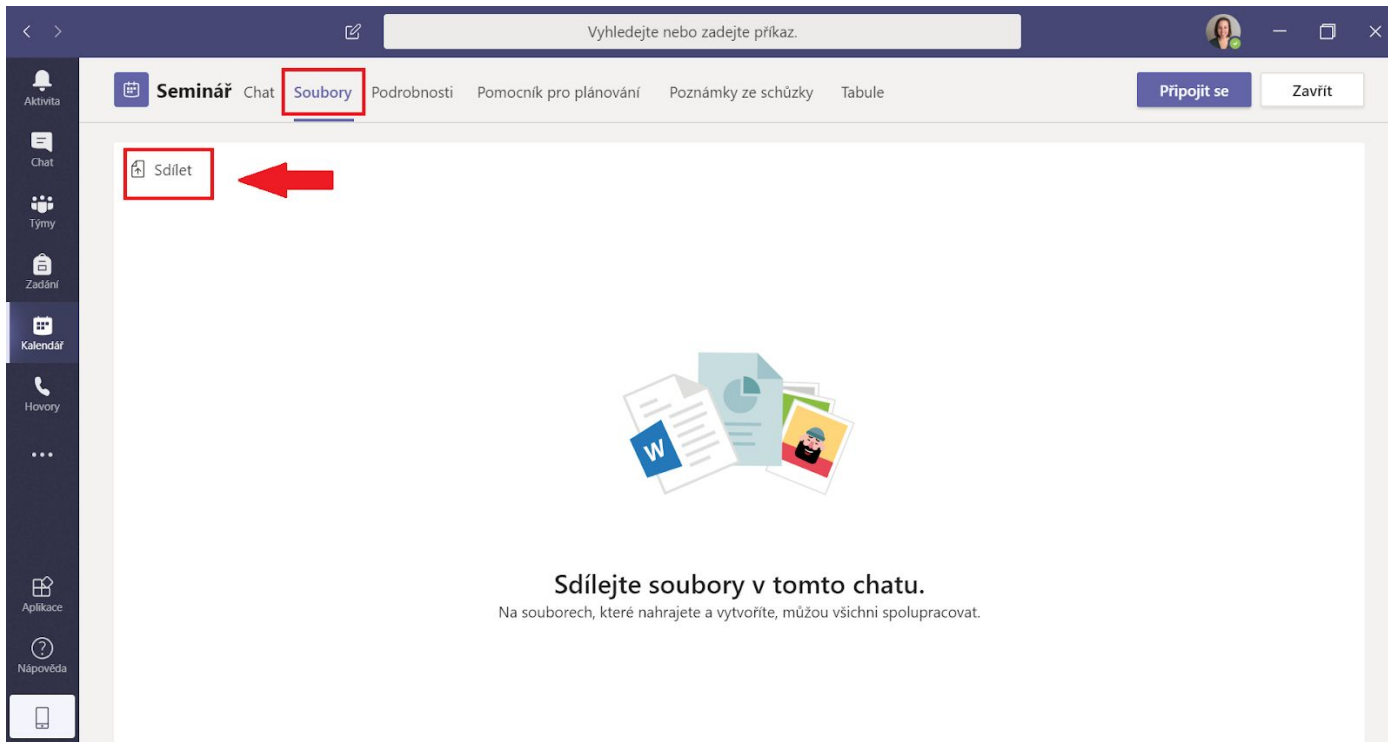 Vyhledejte nebo zadejte příkaz.
Aktivita
Chat
Týmy
Zadání
Kalendář
Hovory
Aplikace
Nápověda
Seminář Chat Soubory Podrobnosti Pomocník pro plánování Poznámky ze schůzky Tabule Připojit se Zavřít
Sdílet
W
Sdílejte soubory v tomto chatu.
Na souborech, které nahrajete a vytvoříte, můžou všichni spolupracovat.